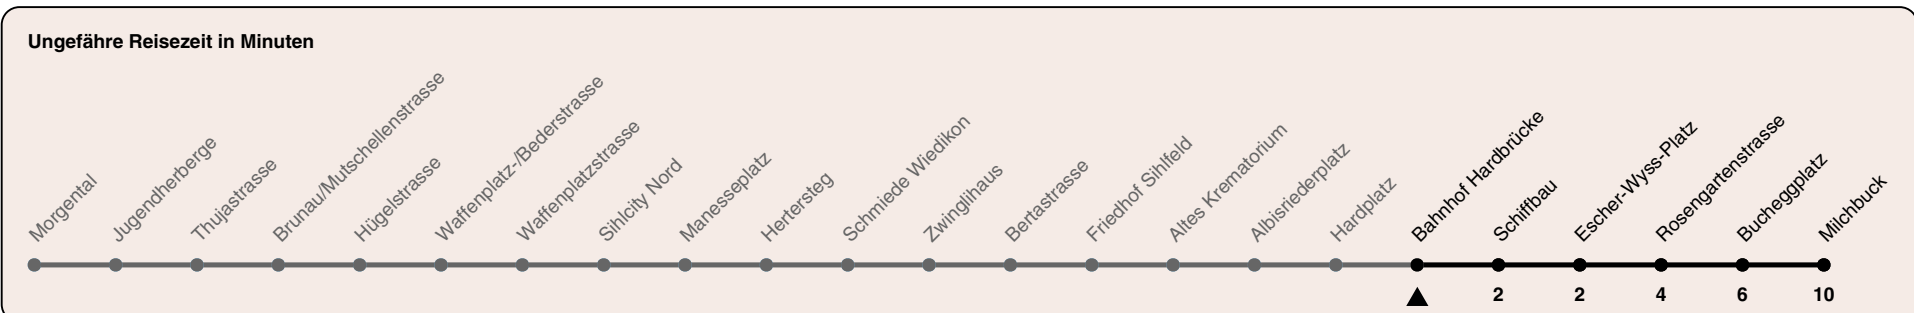 Ungefähre Reisezeit in Minuten
Morgental
Jugendherberge
Thujastrasse
Brunau/Mutschellenstrasse
Hügelstrasse
Waffenplatz-/Bederstrasse
Waffenplatzstrasse
Sihlcity Nord
Manesseplatz
Hertersteg
Schmiede Wiedikon
Zwinglihaus
Bertastrasse
Friedhof Sihlfeld
Altes Krematorium
Albisriederplatz
Hardplatz
Bahnhof Hardbrücke
Schiffbau
Escher-Wyss-Platz
Rosengartenstrasse
Bucheggplatz
Milchbuck
2 2 4 6 10